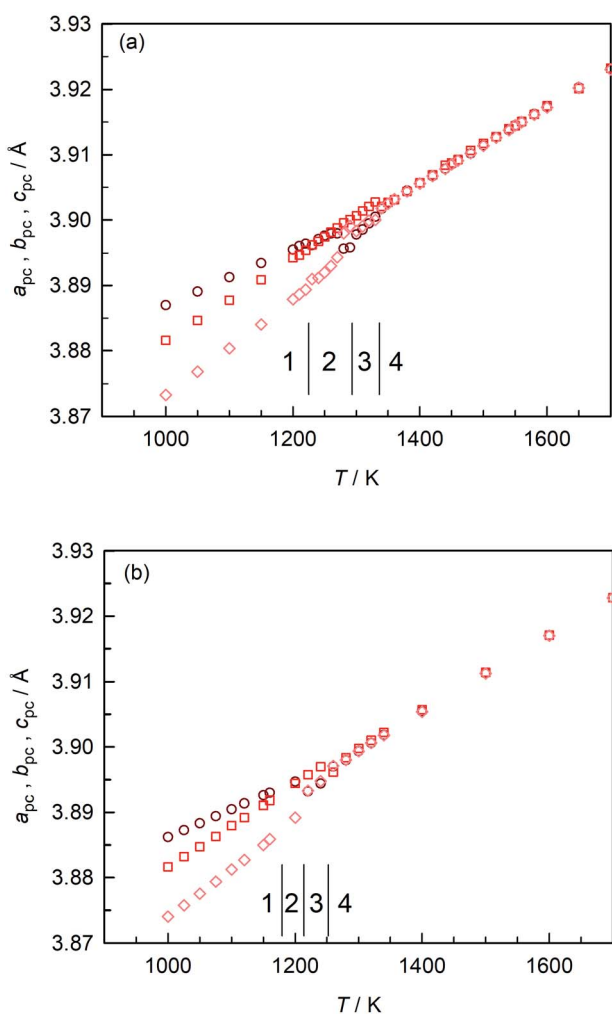 (a)
3.93
3.92
3.91
3.90
3.89
3.88
3.87
a_pc , b_pc , c_pc / Å
1 2 3 4
1000 1200 1400 1600
T / K
(b)
3.93
3.92
3.91
3.90
3.89
3.88
3.87
a_pc , b_pc , c_pc / Å
1 2 3 4
1000 1200 1400 1600
T / K